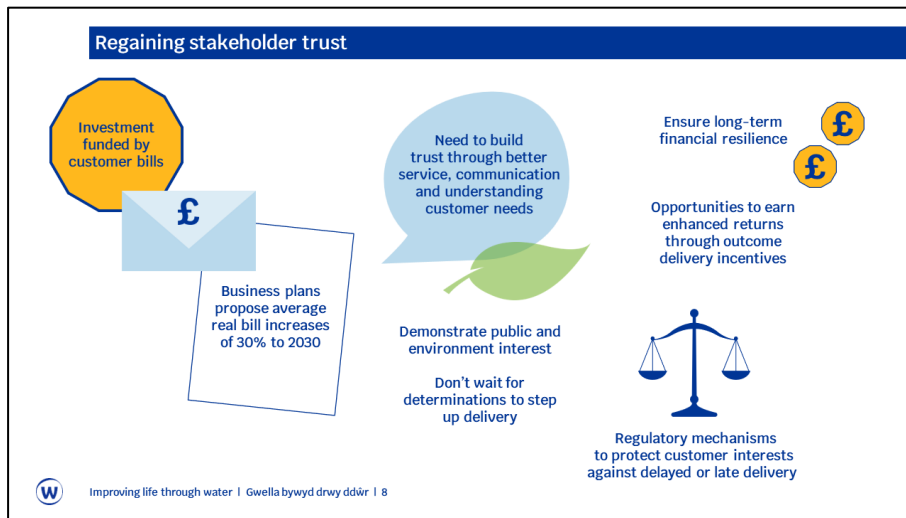 Regaining stakeholder trust
Investment
funded by
customer bills
£
Business plans
propose average
real bill increases
of 30% to 2030
Need to build
trust through better
service, communication
and understanding
customer needs
Demonstrate public and
environment interest
Don't wait for
determinations to step
up delivery
Ensure long-term
financial resilience
£
£
Opportunities to earn
enhanced returns
through outcome
delivery incentives
Regulatory mechanisms
to protect customer interests
against delayed or late delivery
W
Improving life through water | Gwella bywyd drwy ddŵr | 8